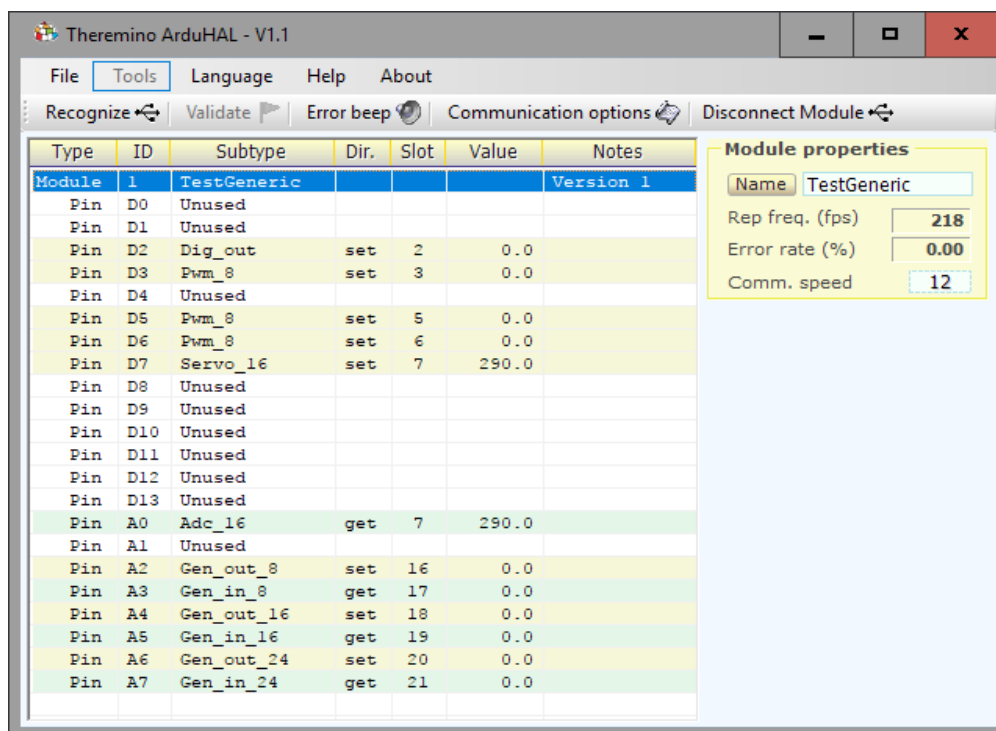 Theremino ArduHAL - V1.1
File Tools Language Help About
Recognize Validate Error beep Communication options Disconnect Module
Type ID Subtype Dir. Slot Value Notes
Module 1 TestGeneric Version 1
Pin D0 Unused
Pin D1 Unused
Pin D2 Dig_out set 2 0.0
Pin D3 Pwm_8 set 3 0.0
Pin D4 Unused
Pin D5 Pwm_8 set 5 0.0
Pin D6 Pwm_8 set 6 0.0
Pin D7 Servo_16 set 7 290.0
Pin D8 Unused
Pin D9 Unused
Pin D10 Unused
Pin D11 Unused
Pin D12 Unused
Pin D13 Unused
Pin A0 Adc_16 get 7 290.0
Pin A1 Unused
Pin A2 Gen_out_8 set 16 0.0
Pin A3 Gen_in_8 get 17 0.0
Pin A4 Gen_out_16 set 18 0.0
Pin A5 Gen_in_16 get 19 0.0
Pin A6 Gen_out_24 set 20 0.0
Pin A7 Gen_in_24 get 21 0.0
Module properties
Name TestGeneric
Rep freq. (fps) 218
Error rate (%) 0.00
Comm. speed 12